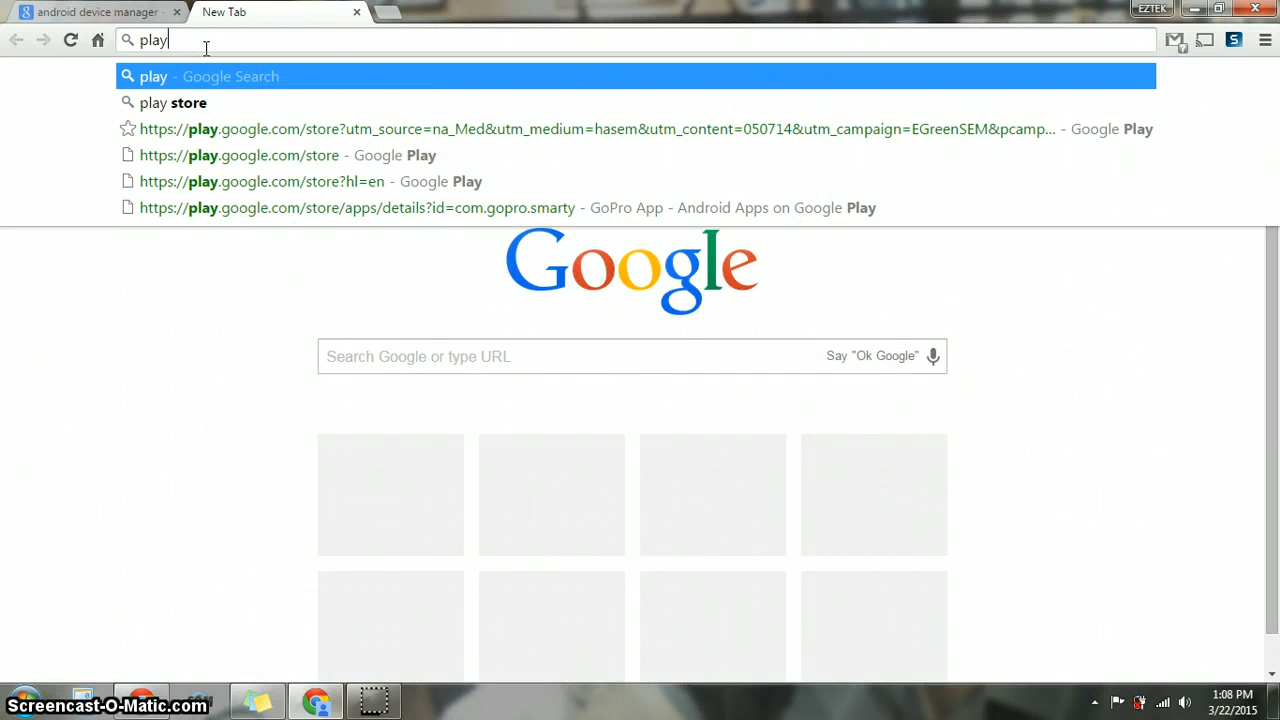 android device manager -
New Tab
EZTEK
play
play - Google Search
play store
https://play.google.com/store?utm_source=na_Med&utm_medium=hasem&utm_content=050714&utm_campaign=EGreenSEM&pcamp... - Google Play
https://play.google.com/store - Google Play
https://play.google.com/store?hl=en - Google Play
https://play.google.com/store/apps/details?id=com.gopro.smarty - GoPro App - Android Apps on Google Play
Google
Search Google or type URL
Say "Ok Google"
1:08 PM
3/22/2015
Screencast-O-Matic.com